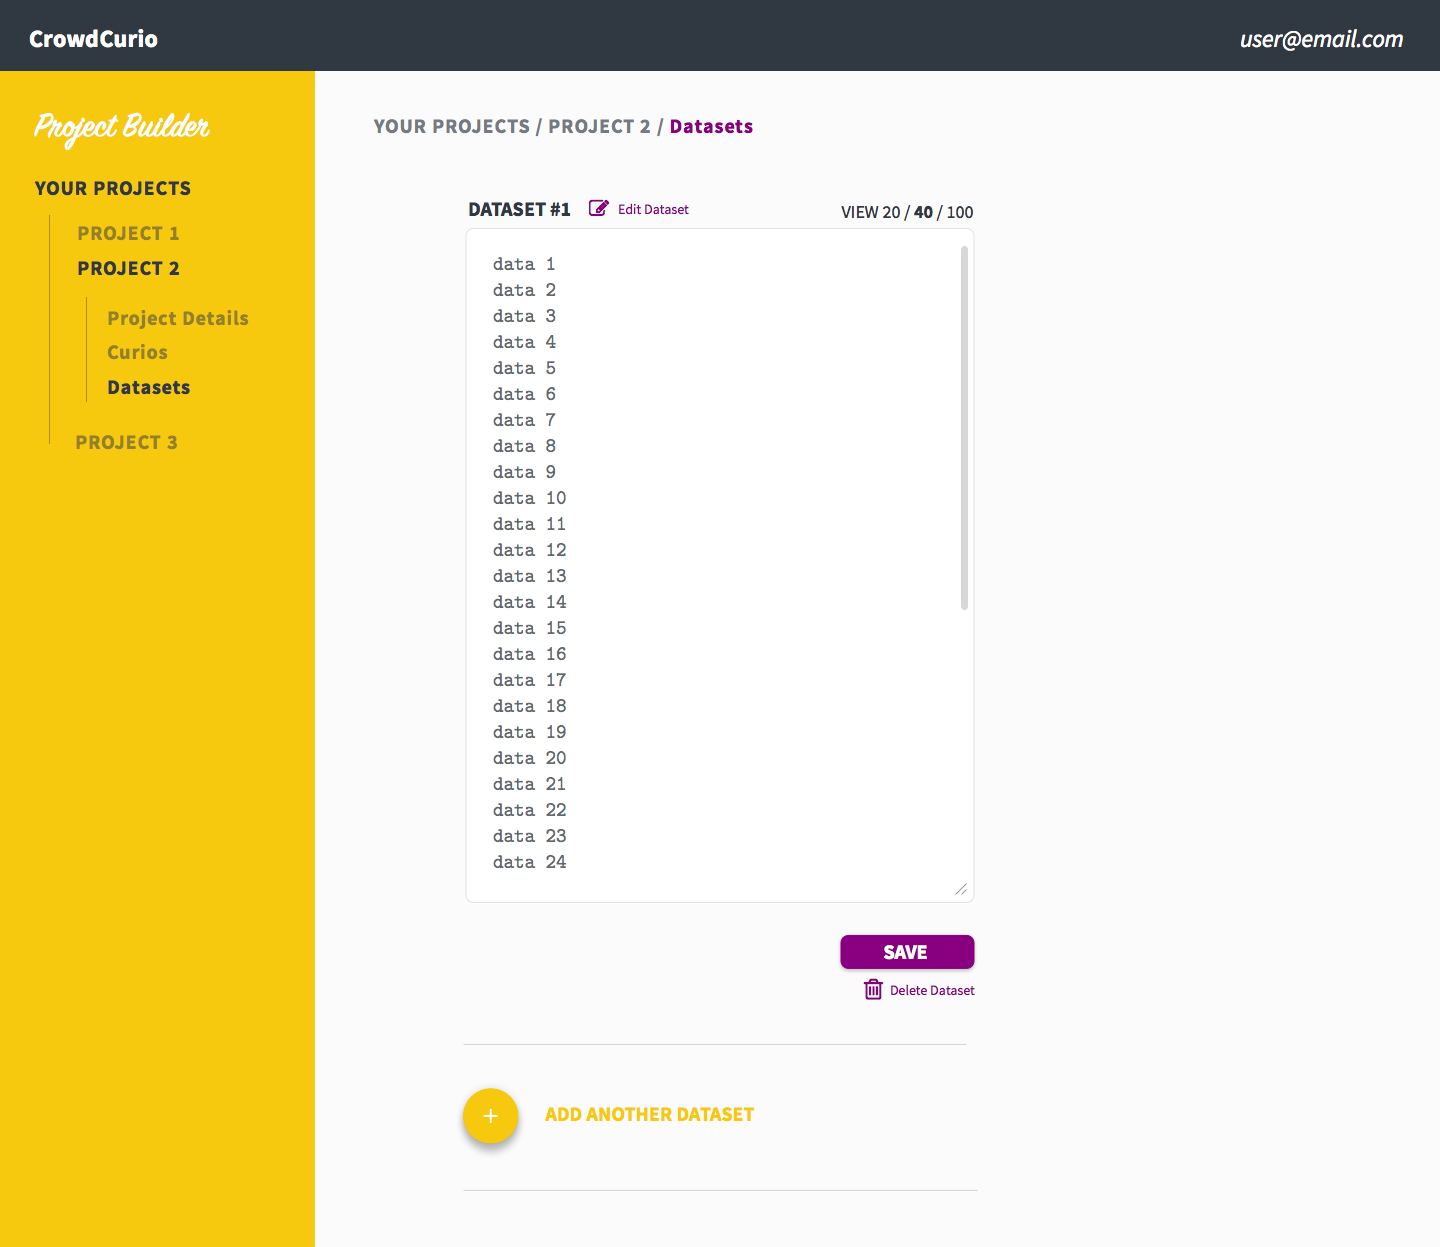 CrowdCurio
user@email.com
Project Builder
YOUR PROJECTS
PROJECT 1
PROJECT 2
Project Details
Curios
Datasets
PROJECT 3
YOUR PROJECTS / PROJECT 2 / Datasets
DATASET #1
Edit Dataset
VIEW 20 / 40 / 100
data 1
data 2
data 3
data 4
data 5
data 6
data 7
data 8
data 9
data 10
data 11
data 12
data 13
data 14
data 15
data 16
data 17
data 18
data 19
data 20
data 21
data 22
data 23
data 24
SAVE
Delete Dataset
+
ADD ANOTHER DATASET